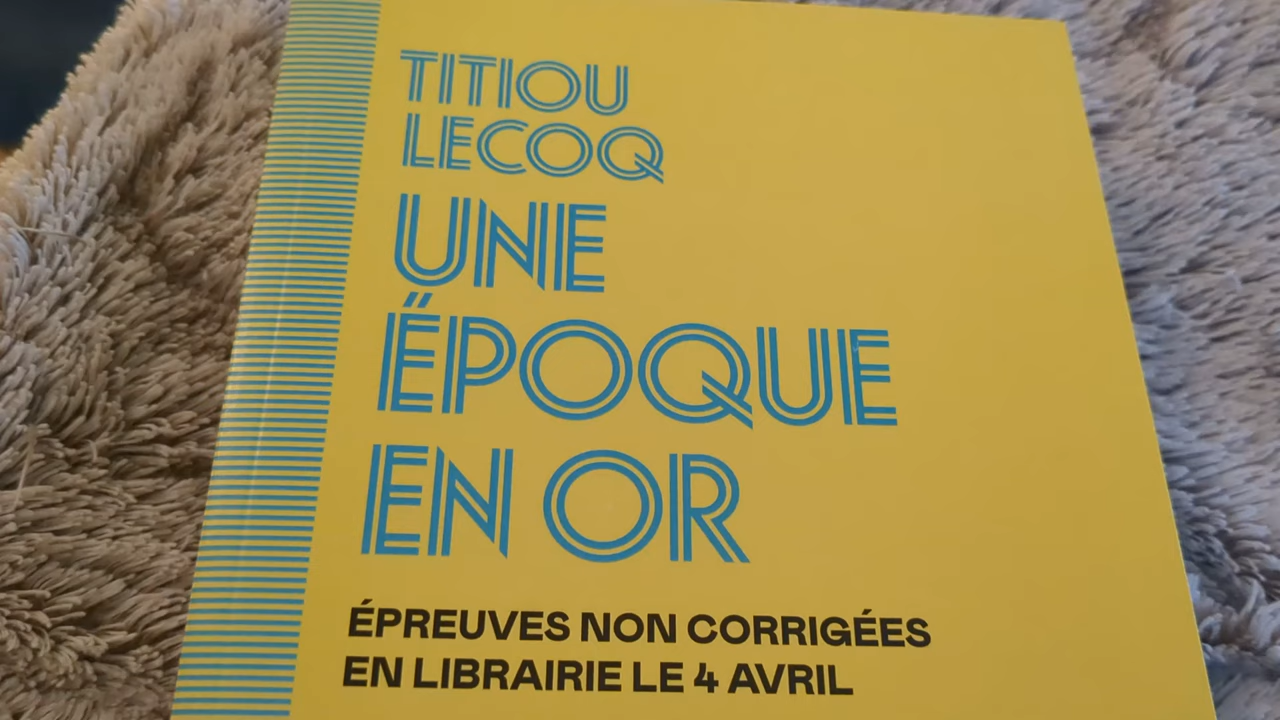 TITIOU
LECOQ
UNE
ÉPOQUE
EN OR
ÉPREUVES NON CORRIGÉES
EN LIBRAIRIE LE 4 AVRIL